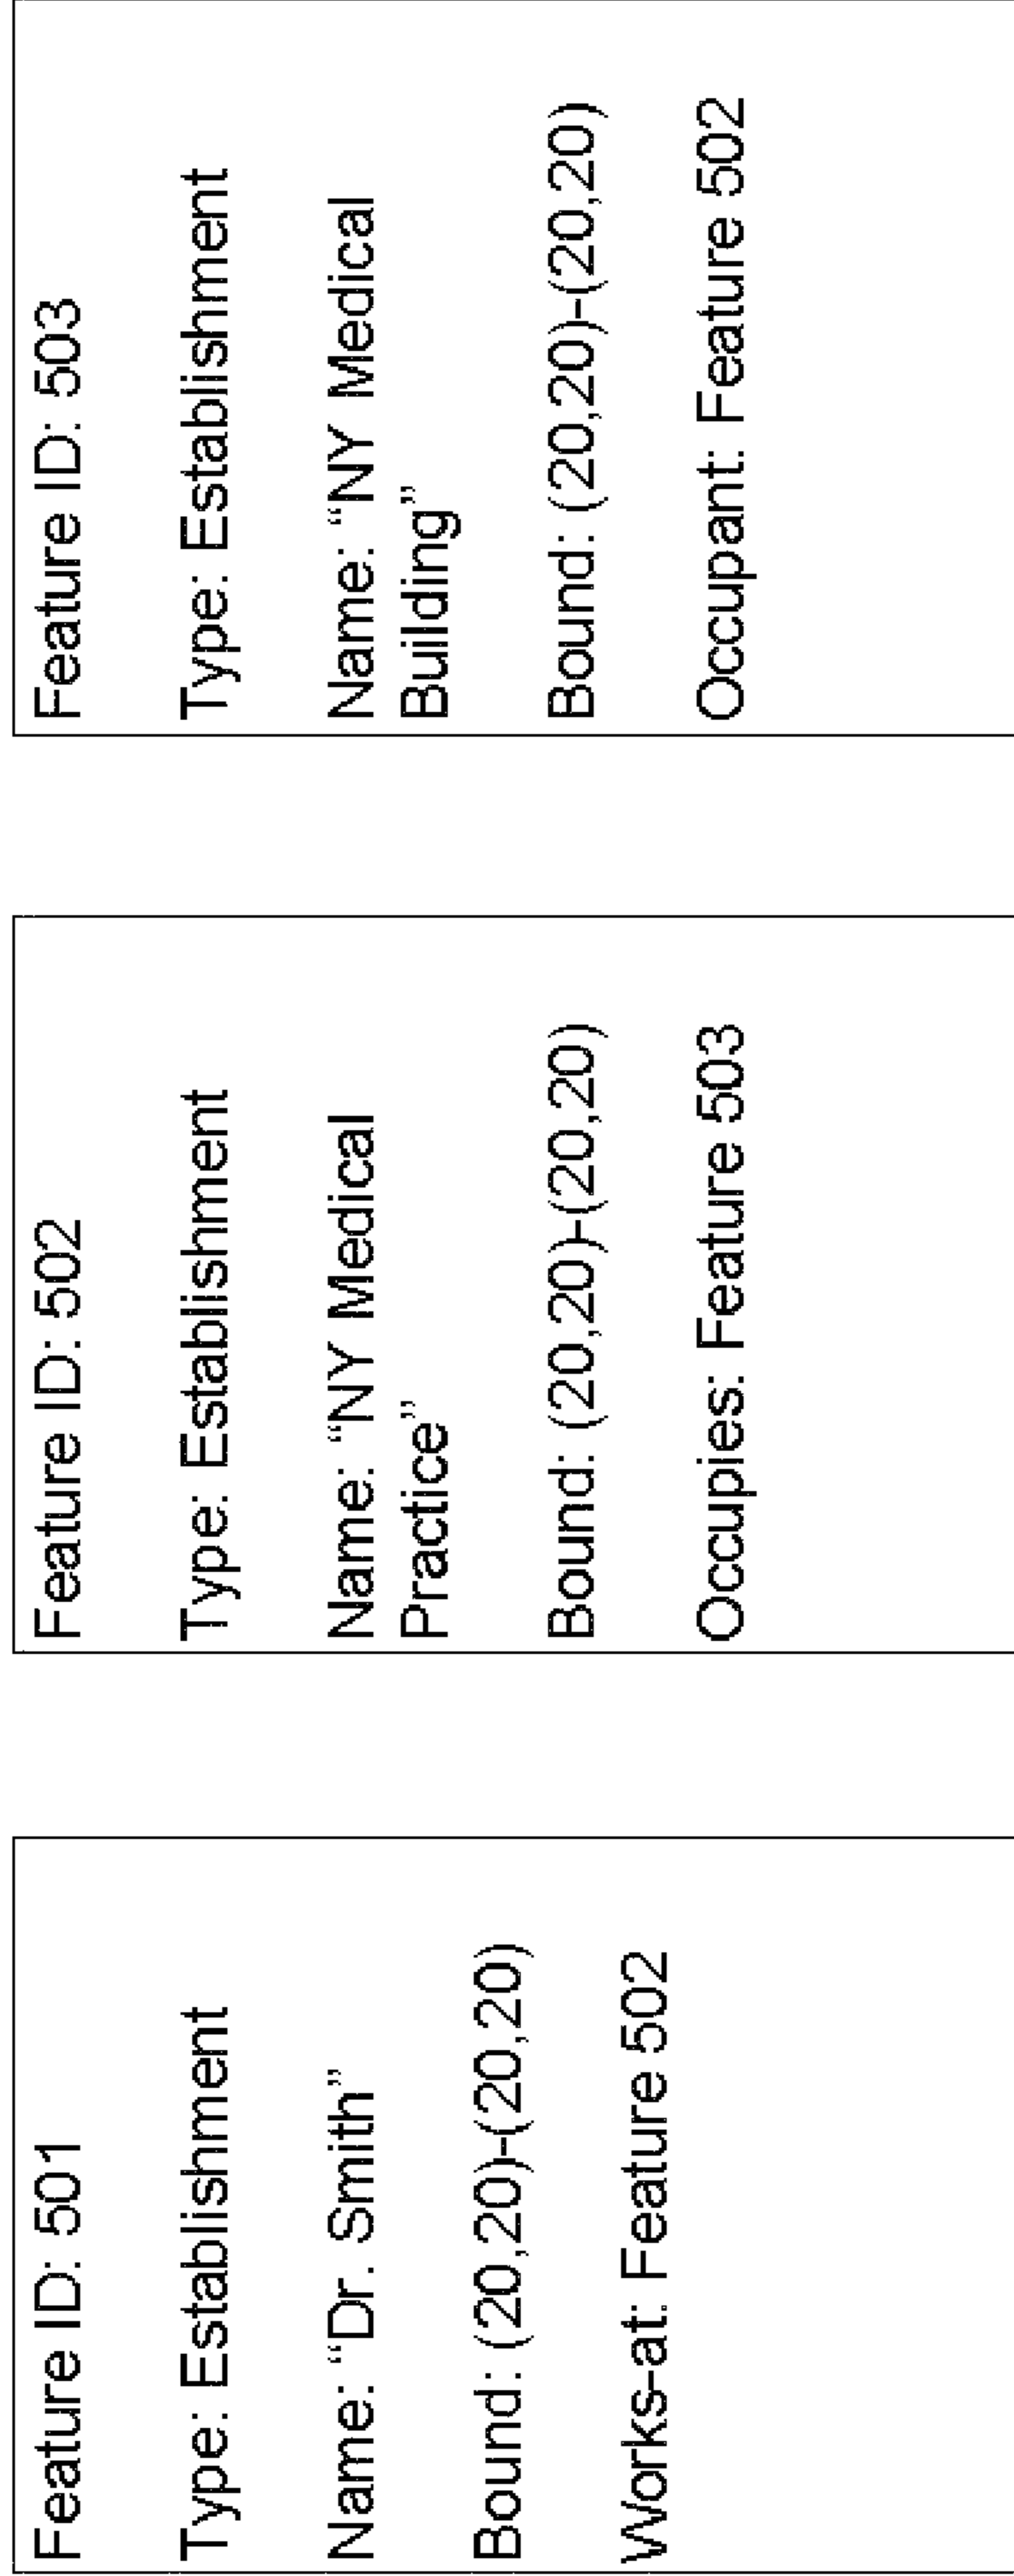 Feature ID: 501
Type: Establishment
Name: “Dr. Smith”
Bound: (20,20)-(20,20)
Works-at: Feature 502
Feature ID: 502
Type: Establishment
Name: “NY Medical
Practice”
Bound: (20,20)-(20,20)
Occupies: Feature 503
Feature ID: 503
Type: Establishment
Name: “NY Medical
Building”
Bound: (20,20)-(20,20)
Occupant: Feature 502